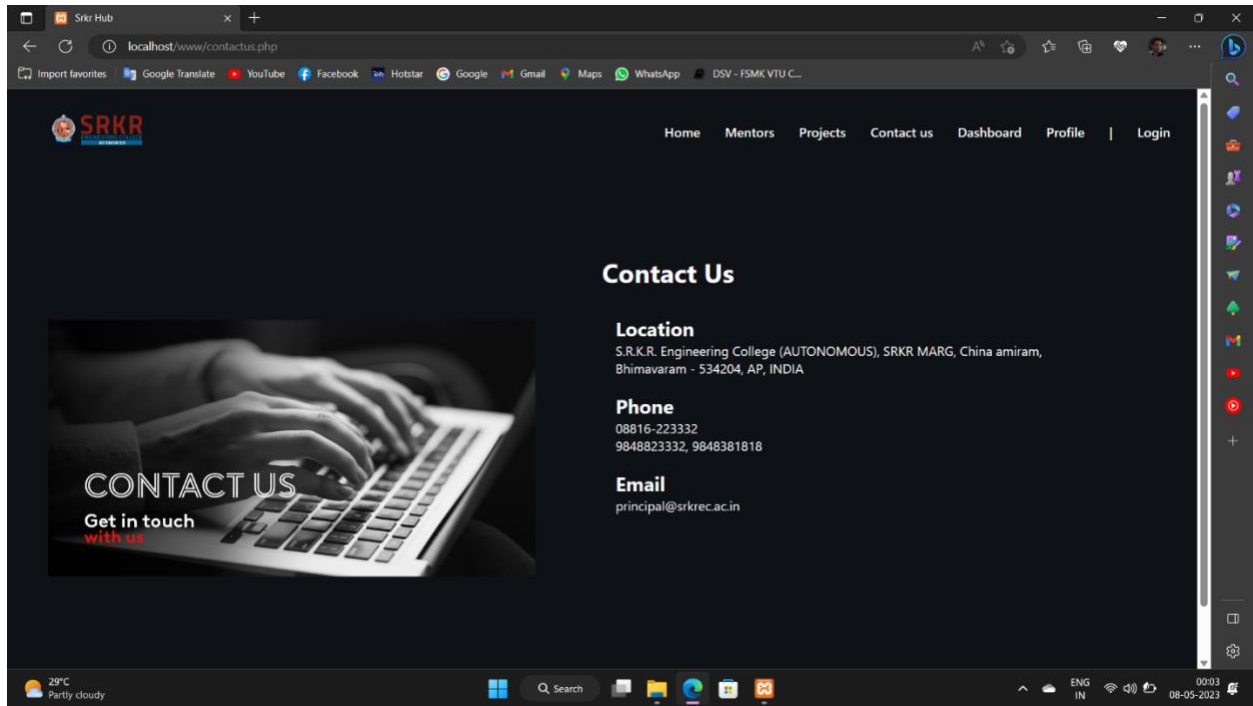 Srkr Hub
localhost/www/contactus.php
Import favorites Google Translate YouTube Facebook Hotstar Google Gmail Maps WhatsApp DSV - FSMK VTU C...
SRKR
ENGINEERING COLLEGE
AUTONOMOUS
Home Mentors Projects Contact us Dashboard Profile | Login
Contact Us
Location
S.R.K.R. Engineering College (AUTONOMOUS), SRKR MARG, China amiram,
Bhimavaram - 534204, AP, INDIA
Phone
08816-223332
9848823332, 9848381818
Email
principal@srkrec.ac.in
CONTACT US
Get in touch
with us
29°C
Partly cloudy
Search
ENG
IN
00:03
08-05-2023